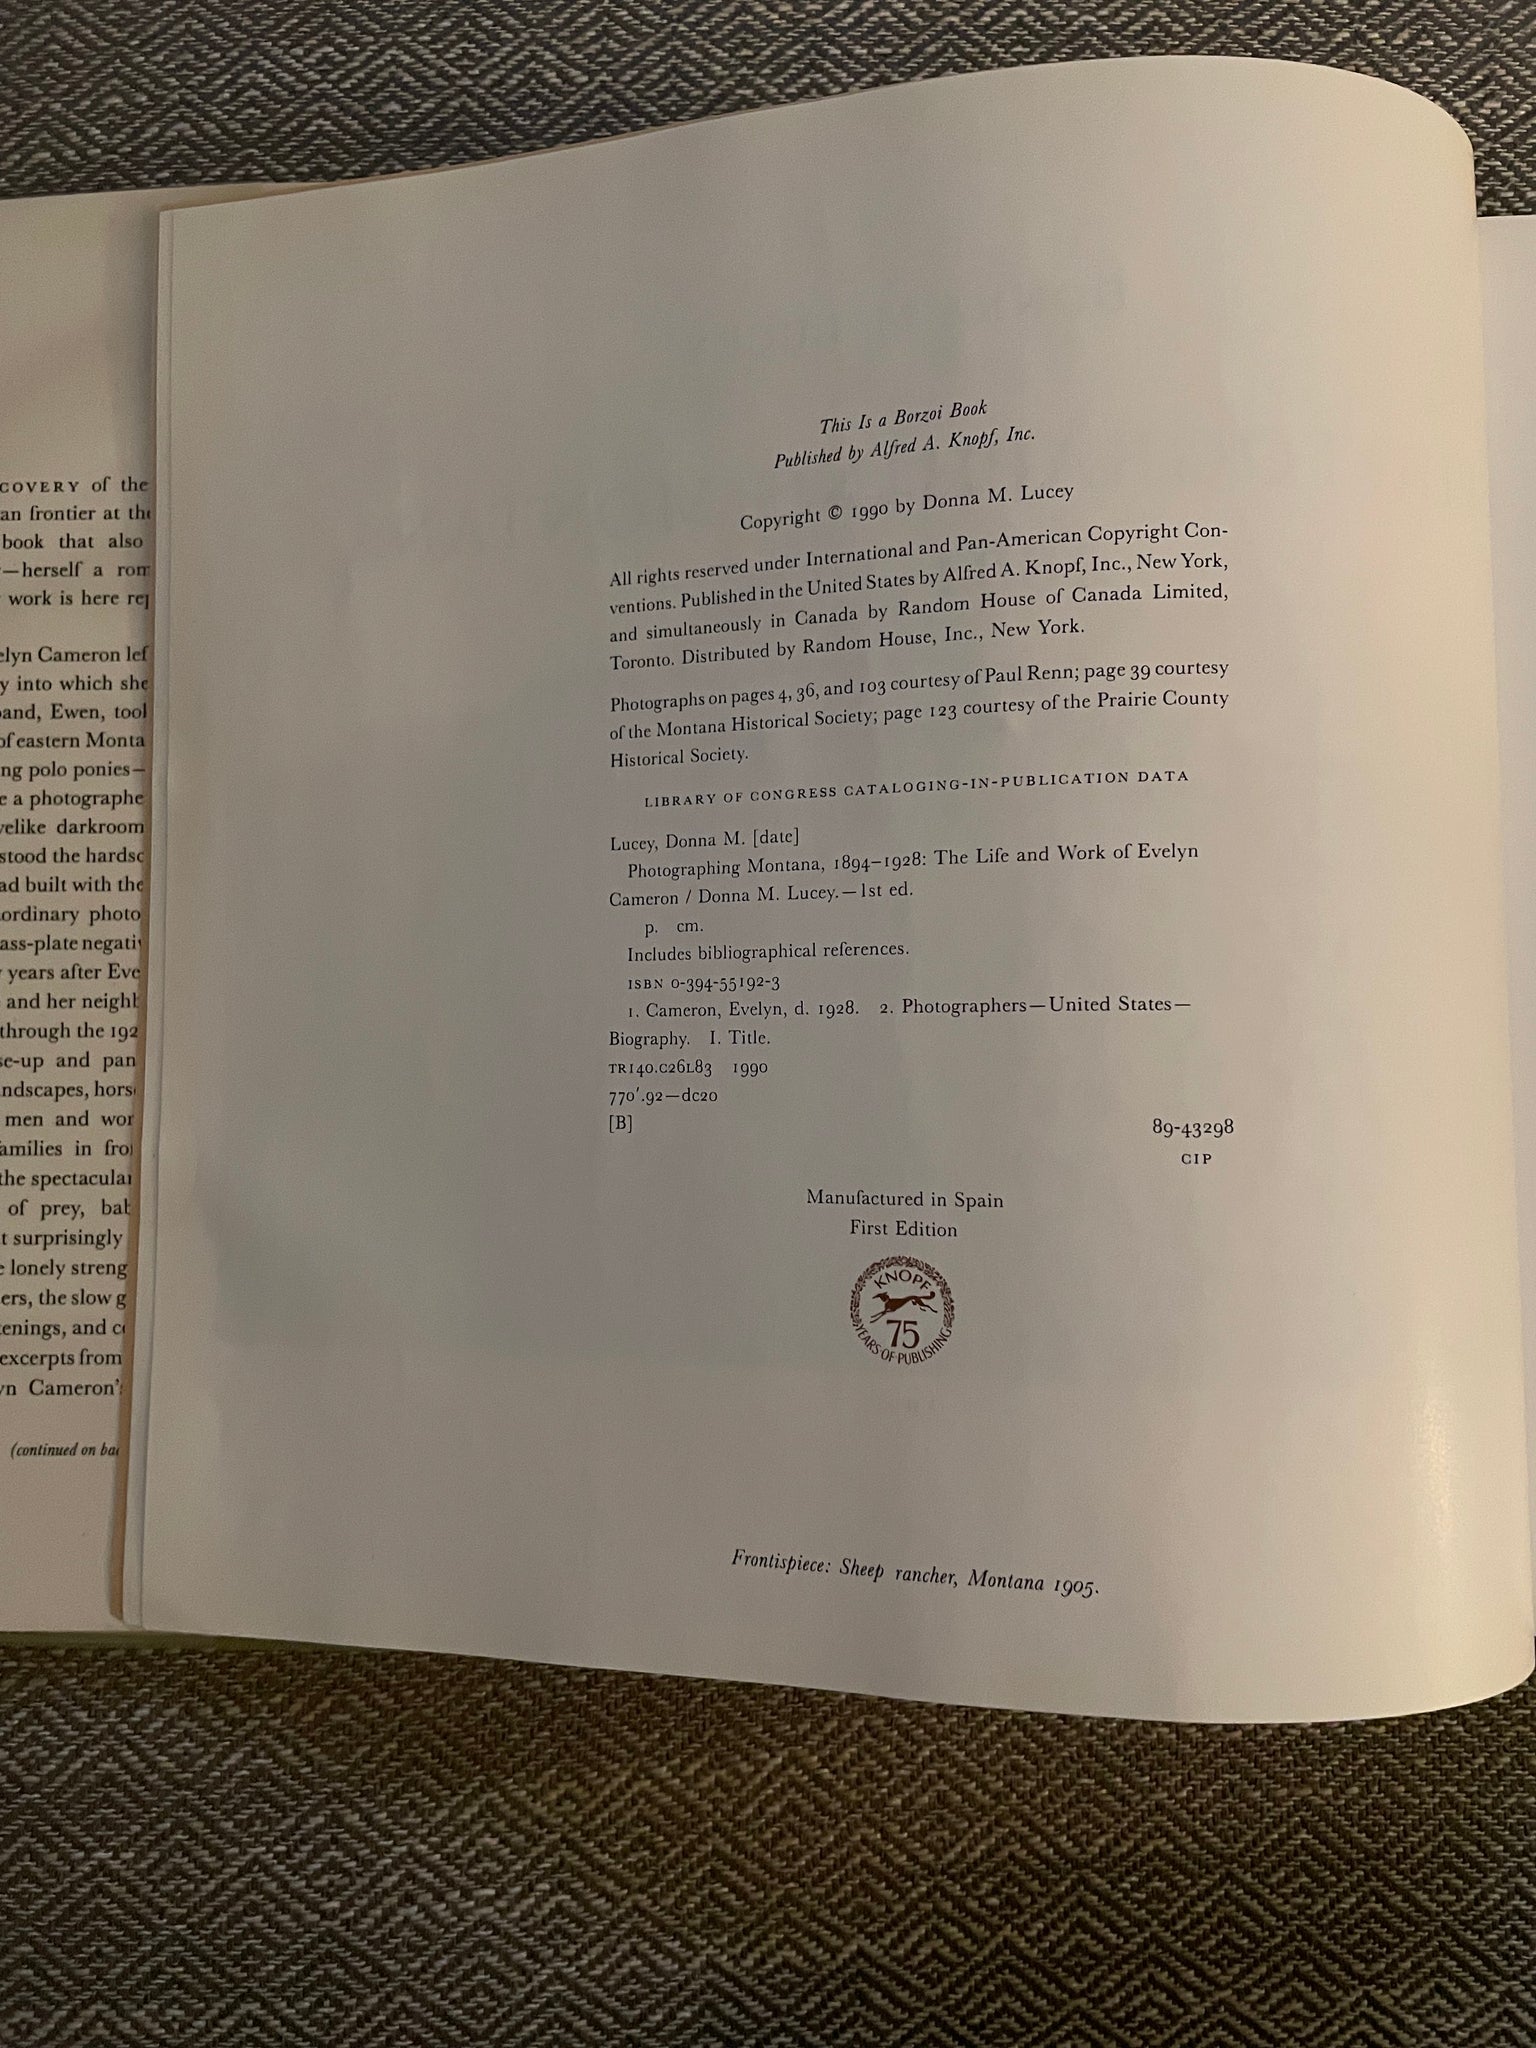 COVERY of the
an frontier at the
book that also
—herself a rom
work is here rep
elyn Cameron lef
y into which she
band, Ewen, tool
of eastern Monta
ng polo ponies—
e a photographe
velike darkroom
stood the hardsc
ad built with the
ordinary photo
ass-plate negativ
years after Eve
and her neighb
through the 192
se-up and pan
ndscapes, hors
men and wor
amilies in fro
the spectacular
of prey, bab
t surprisingly
e lonely streng
ers, the slow g
enings, and co
excerpts from
yn Cameron's
(continued on bac
This Is a Borzoi Book
Published by Alfred A. Knopf, Inc.
Copyright © 1990 by Donna M. Lucey
All rights reserved under International and Pan-American Copyright Con-
ventions. Published in the United States by Alfred A. Knopf, Inc., New York,
and simultaneously in Canada by Random House of Canada Limited,
Toronto. Distributed by Random House, Inc., New York.
Photographs on pages 4, 36, and 103 courtesy of Paul Renn; page 39 courtesy
of the Montana Historical Society; page 123 courtesy of the Prairie County
Historical Society.
LIBRARY OF CONGRESS CATALOGING-IN-PUBLICATION DATA
Lucey, Donna M. [date]
Photographing Montana, 1894–1928: The Life and Work of Evelyn
Cameron / Donna M. Lucey.—1st ed.
p. cm.
Includes bibliographical references.
ISBN 0-394-55192-3
1. Cameron, Evelyn, d. 1928. 2. Photographers—United States—
Biography. I. Title.
TR140.C26L83 1990
770'.92—dc20
[B]
89-43298
CIP
Manufactured in Spain
First Edition
KNOPF
75
YEARS OF PUBLISHING
Frontispiece: Sheep rancher, Montana 1905.